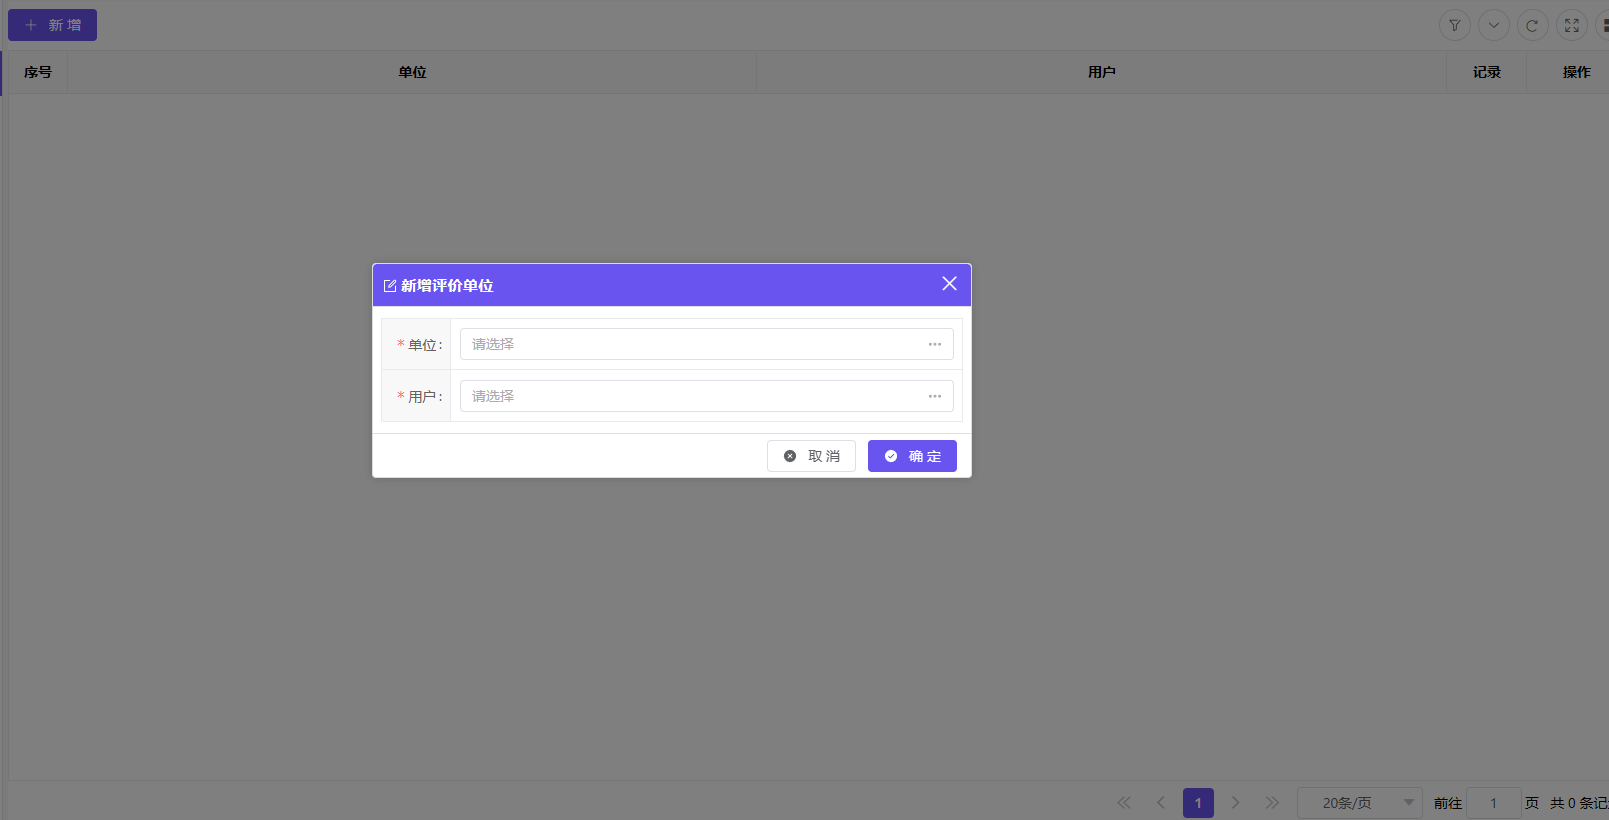 新 增
序号 单位 用户 记录 操作
新增评价单位
* 单位: 请选择
* 用户: 请选择
取 消 确 定
1 20条/页 前往 1 页 共 0 条记